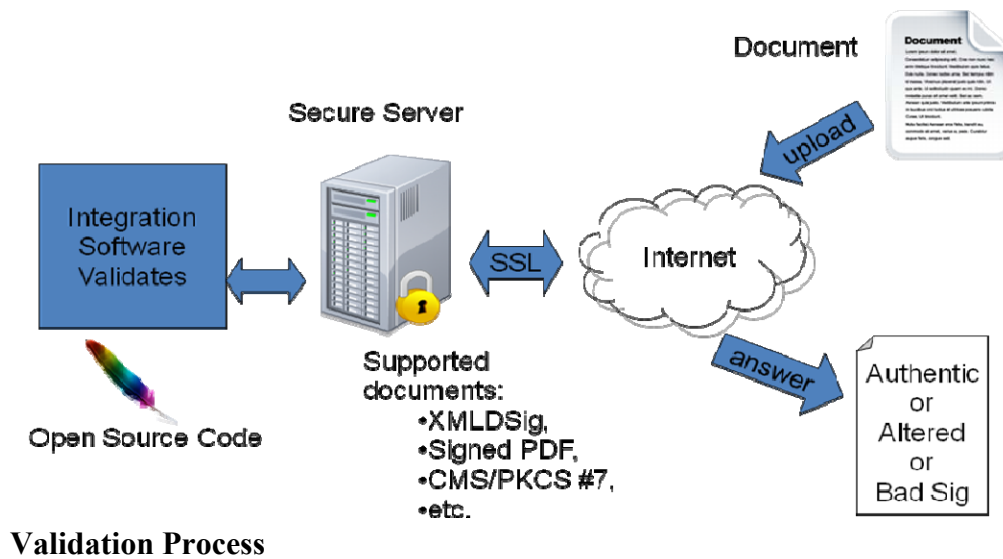 Document
Document
upload
Secure Server
Integration
Software
Validates
SSL
Internet
answer
Supported
documents:
•XMLDSig,
•Signed PDF,
•CMS/PKCS #7,
•etc.
Open Source Code
Authentic
or
Altered
or
Bad Sig
Validation Process